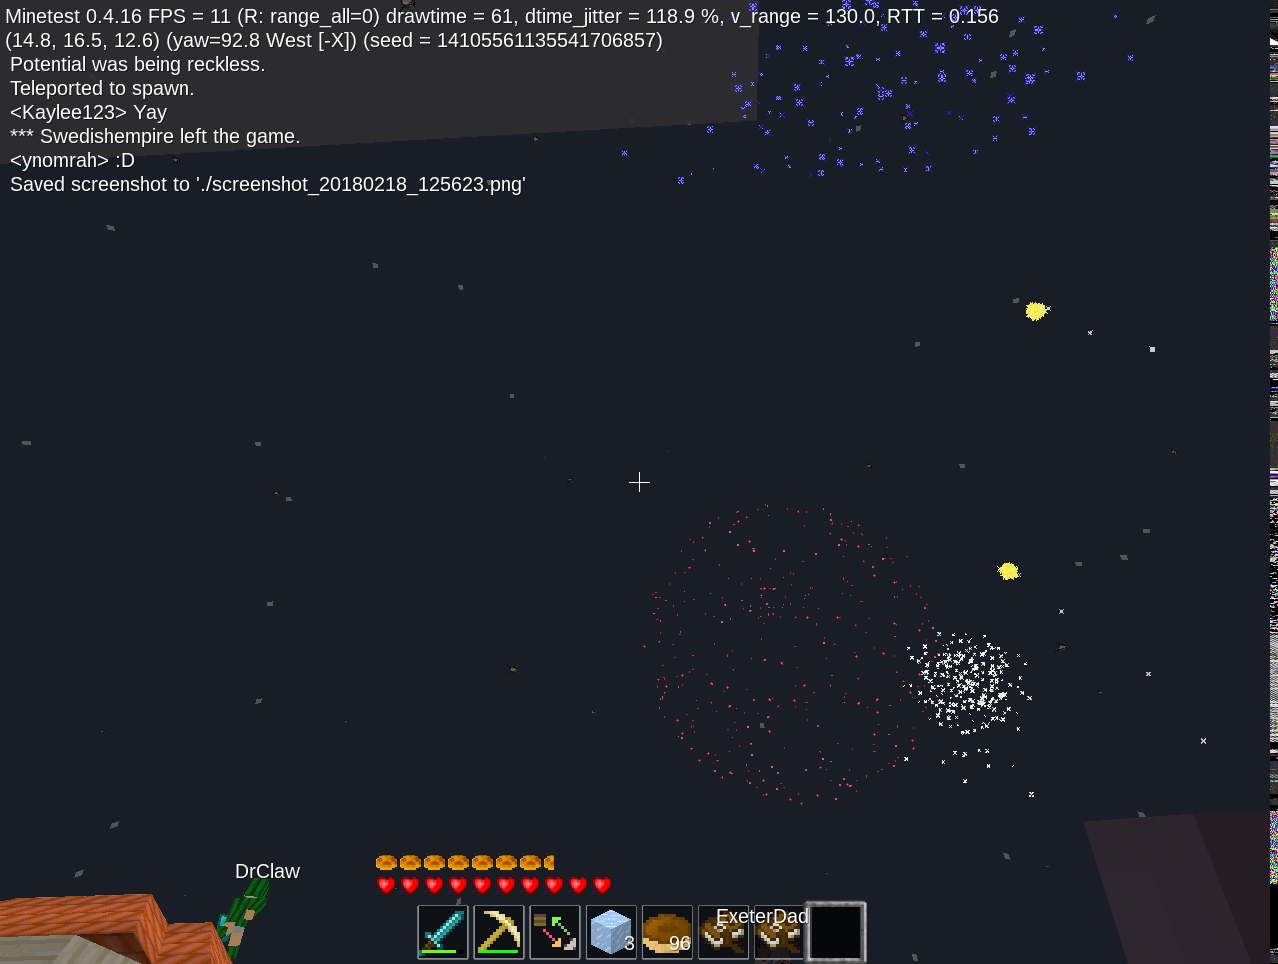 Minetest 0.4.16 FPS = 11 (R: range_all=0) drawtime = 61, dtime_jitter = 118.9 %, v_range = 130.0, RTT = 0.156
(14.8, 16.5, 12.6) (yaw=92.8 West [-X]) (seed = 14105561135541706857)
Potential was being reckless.
Teleported to spawn.
<Kaylee123> Yay
*** Swedishempire left the game.
<ynomrah> :D
Saved screenshot to './screenshot_20180218_125623.png'
DrClaw
ExeterDad
3
96